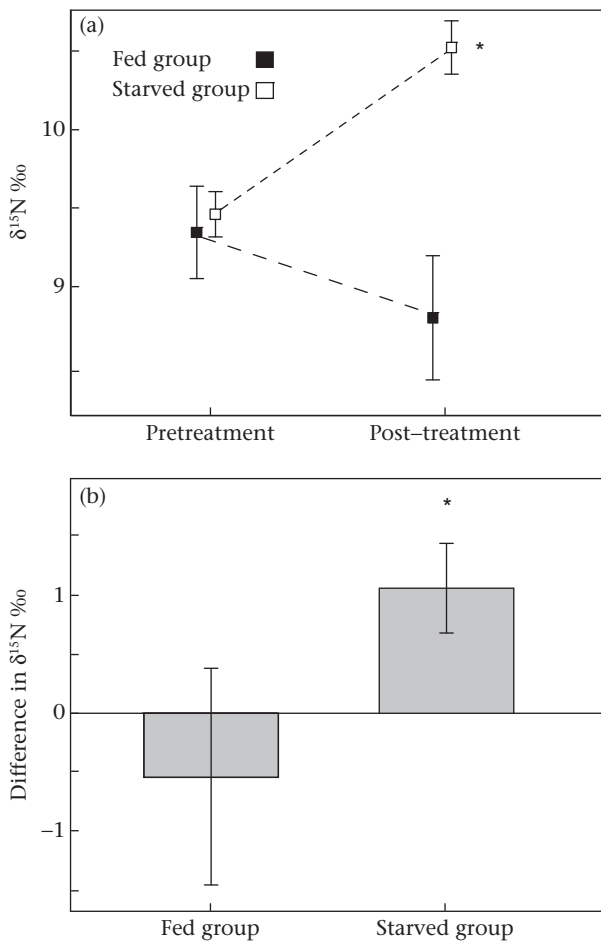 (a)
Fed group
Starved group
*
10
9
δ¹⁵N ‰
Pretreatment
Post–treatment
(b)
*
1
0
–1
Difference in δ¹⁵N ‰
Fed group
Starved group